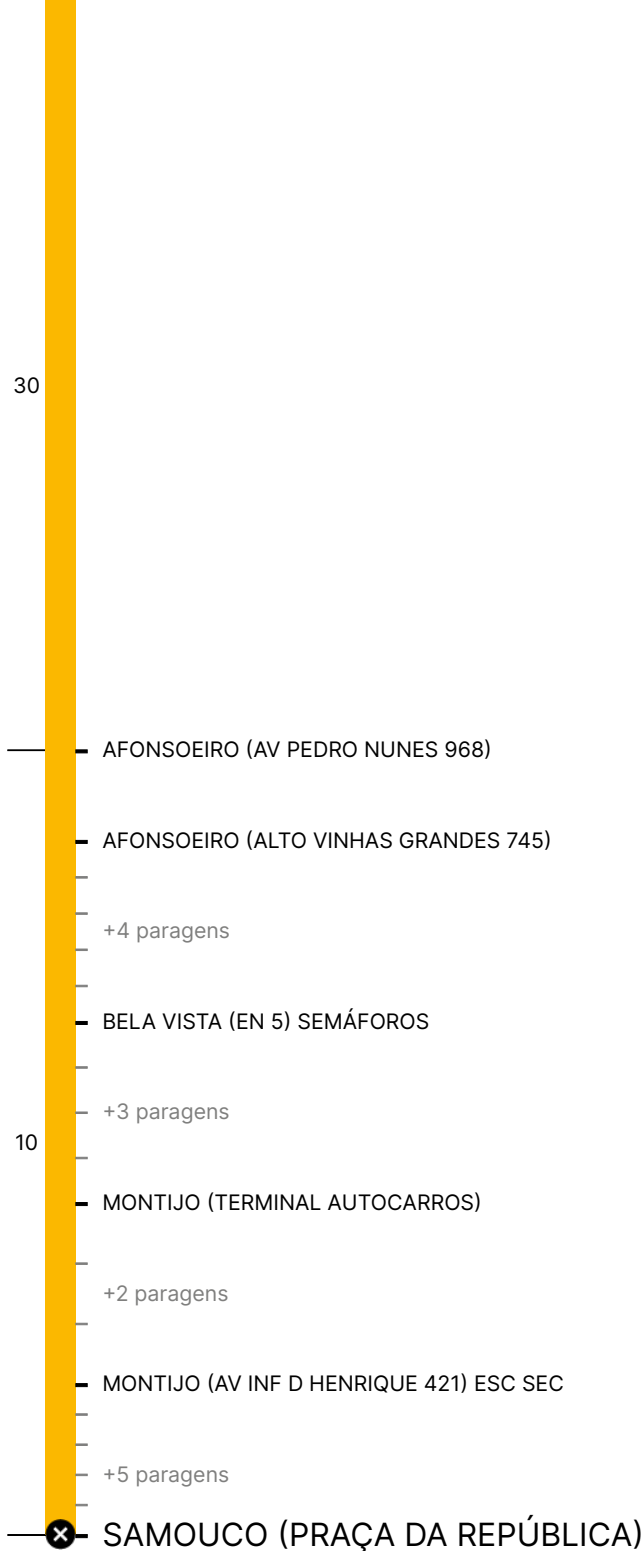 30
AFONSOEIRO (AV PEDRO NUNES 968)
AFONSOEIRO (ALTO VINHAS GRANDES 745)
+4 paragens
BELA VISTA (EN 5) SEMÁFOROS
+3 paragens
10
MONTIJO (TERMINAL AUTOCARROS)
+2 paragens
MONTIJO (AV INF D HENRIQUE 421) ESC SEC
+5 paragens
SAMOUCO (PRAÇA DA REPÚBLICA)